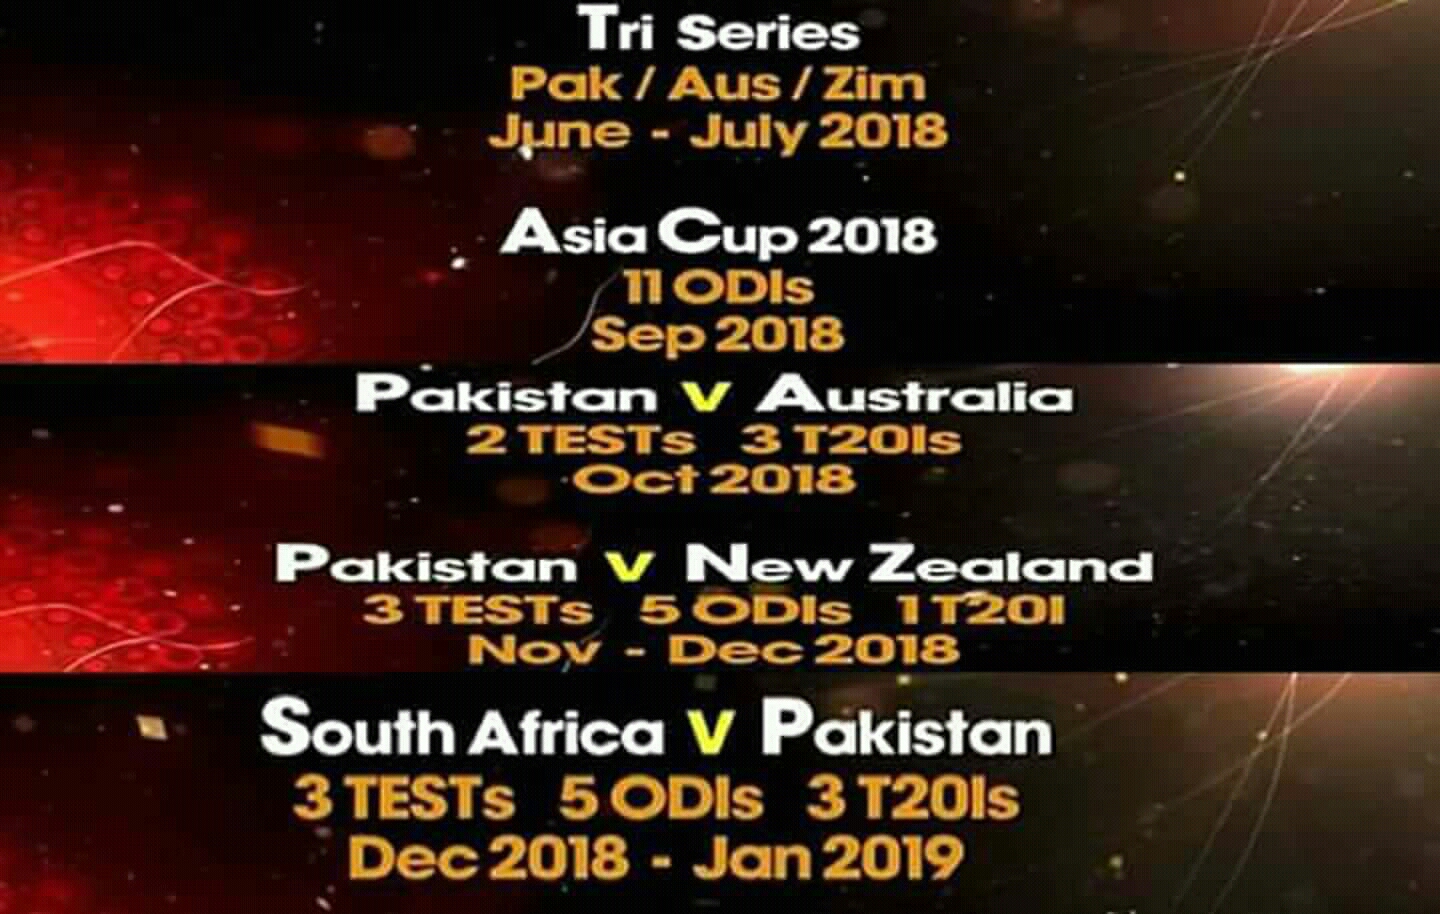 Tri Series
Pak / Aus / Zim
June - July 2018
Asia Cup 2018
11 ODIs
Sep 2018
Pakistan v Australia
2 TESTs 3 T20Is
Oct 2018
Pakistan v New Zealand
3 TESTs 5 ODIs 1 T20I
Nov - Dec 2018
South Africa V Pakistan
3 TESTs 5 ODIs 3 T20Is
Dec 2018 - Jan 2019